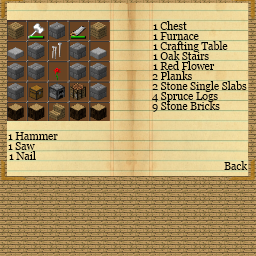 1 Chest
1 Furnace
1 Crafting Table
1 Oak Stairs
1 Red Flower
2 Planks
2 Stone Single Slabs
4 Spruce Logs
9 Stone Bricks
1 Hammer
1 Saw
1 Nail
Back